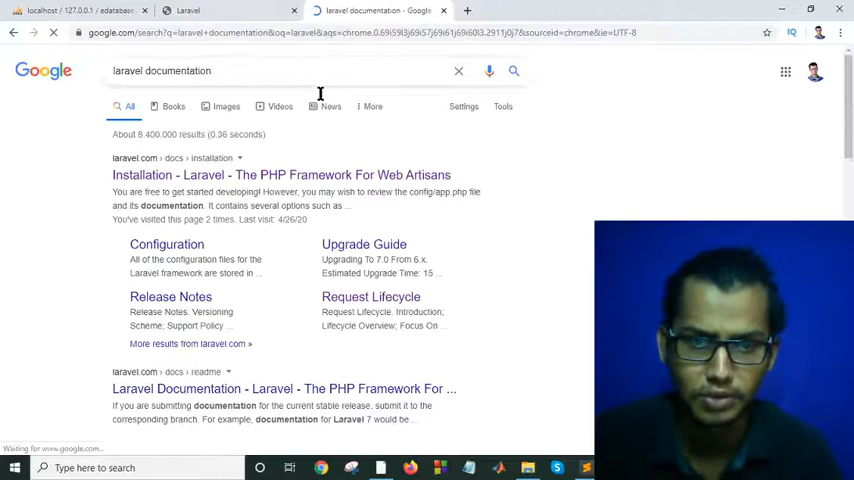 localhost / 127.0.0.1 / edatabase
Laravel
laravel documentation - Google
google.com/search?q=laravel+documentation&oq=laravel&aqs=chrome.0.69i59l3j69i57j69i61j69i60l3.2911j0j7&sourceid=chrome&ie=UTF-8
Google
laravel documentation
All
Books
Images
Videos
News
More
Settings
Tools
About 8.400.000 results (0.36 seconds)
laravel.com › docs › installation
Installation - Laravel - The PHP Framework For Web Artisans
You are free to get started developing! However, you may wish to review the config/app.php file
and its documentation. It contains several options such as ...
You've visited this page 2 times. Last visit: 4/26/20
Configuration
All of the configuration files for the
Laravel framework are stored in ...
Upgrade Guide
Upgrading To 7.0 From 6.x.
Estimated Upgrade Time: 15 ...
Release Notes
Release Notes. Versioning
Scheme; Support Policy ...
Request Lifecycle
Request Lifecycle. Introduction;
Lifecycle Overview; Focus On ...
More results from laravel.com »
laravel.com › docs › readme
Laravel Documentation - Laravel - The PHP Framework For ...
If you are submitting documentation for the current stable release, submit it to the
corresponding branch. For example, documentation for Laravel 7 would be ...
Waiting for www.google.com...
Type here to search